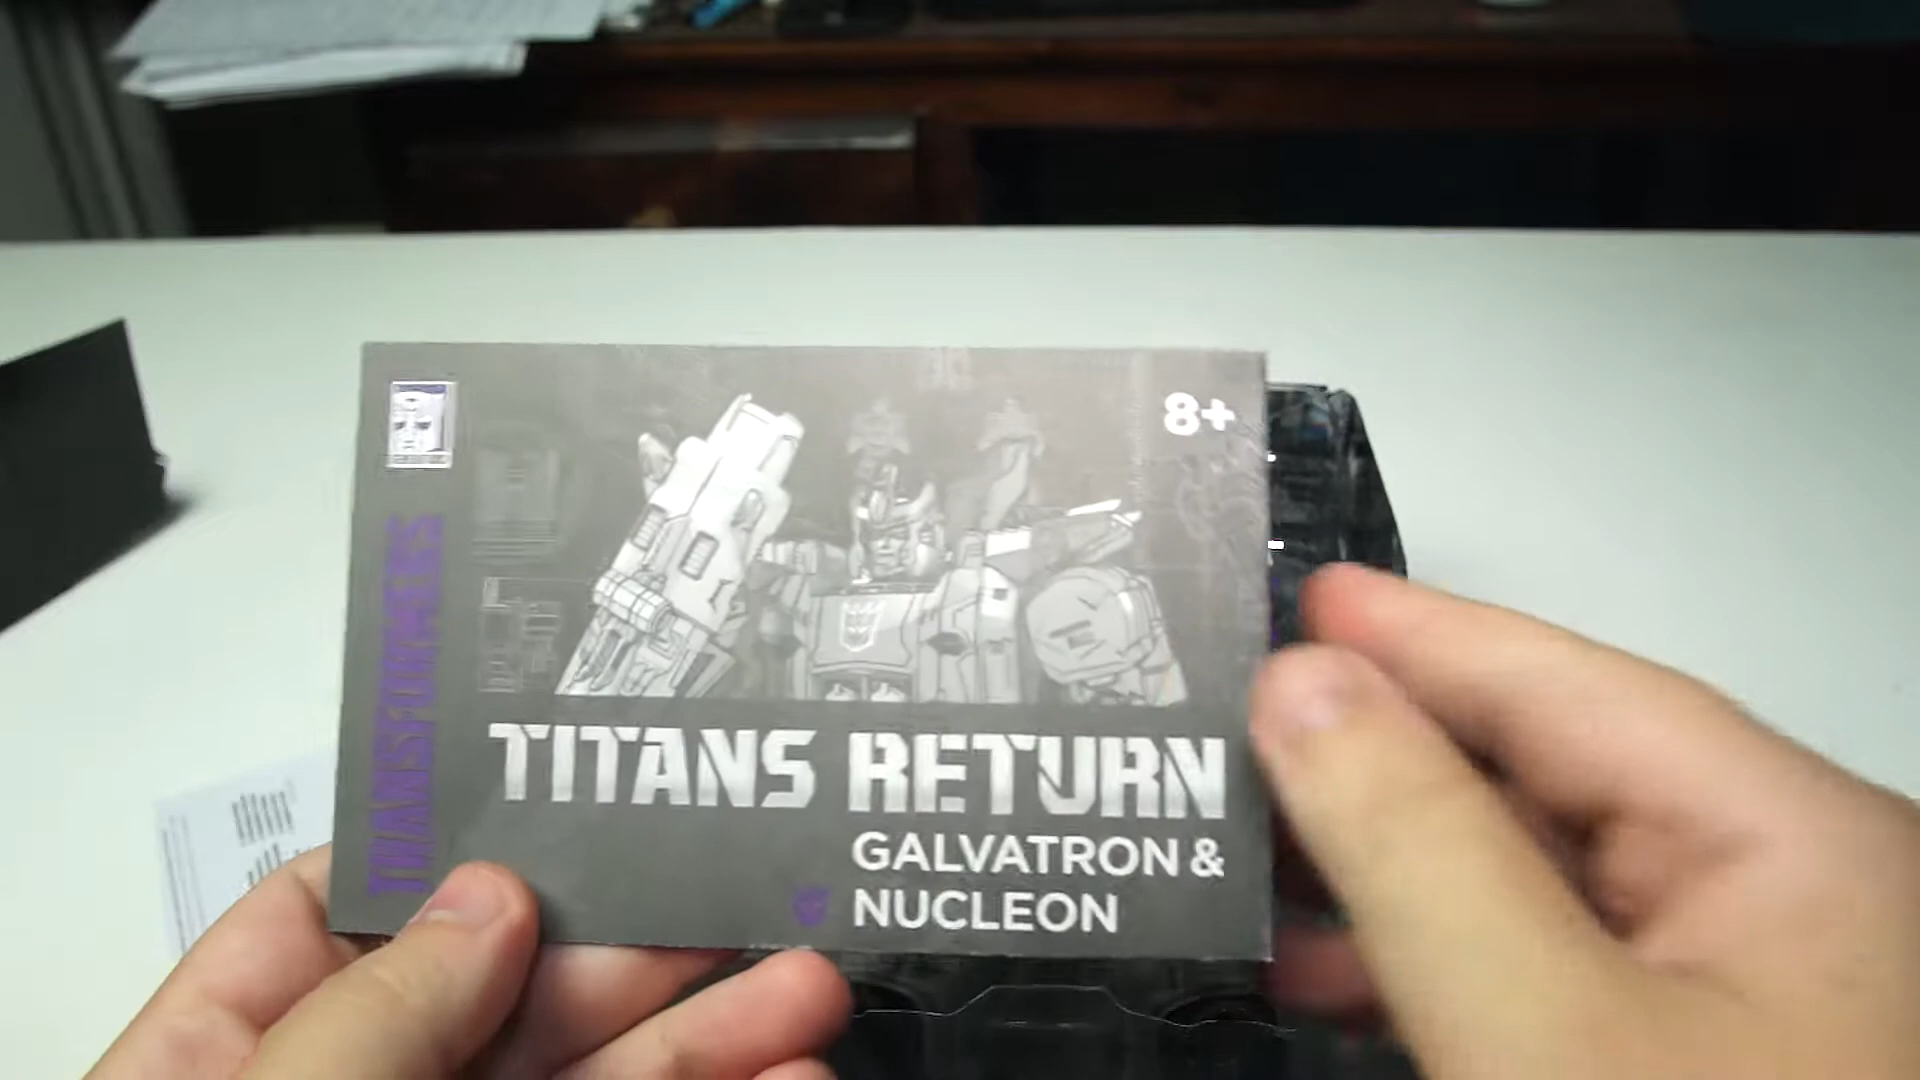 8+
TRANSFORMERS
TITANS RETURN
GALVATRON &
NUCLEON